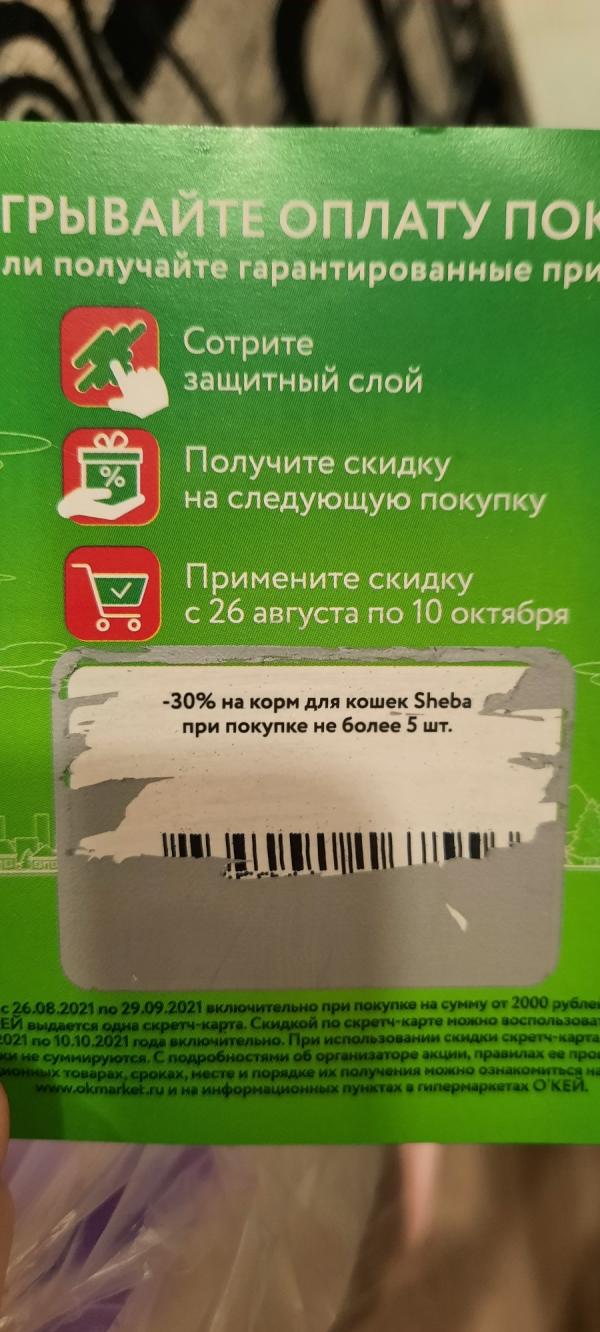 ГРЫВАЙТЕ ОПЛАТУ ПОК
ли получайте гарантированные при
Сотрите
защитный слой
%
Получите скидку
на следующую покупку
Примените скидку
с 26 августа по 10 октября
-30% на корм для кошек Sheba
при покупке не более 5 шт.
с 26.08.2021 по 29.09.2021 включительно при покупке на сумму от 2000 рубле
ЕЙ выдается одна скретч-карта. Скидкой по скретч-карте можно воспользоват
2021 по 10.10.2021 года включительно. При использовании скидки скретч-карта
ки не суммируются. С подробностями об организаторе акции, правилах ее про
ионных товарах, сроках, месте и порядке их получения можно ознакомиться на
www.okmarket.ru и на информационных пунктах в гипермаркетах О'КЕЙ.